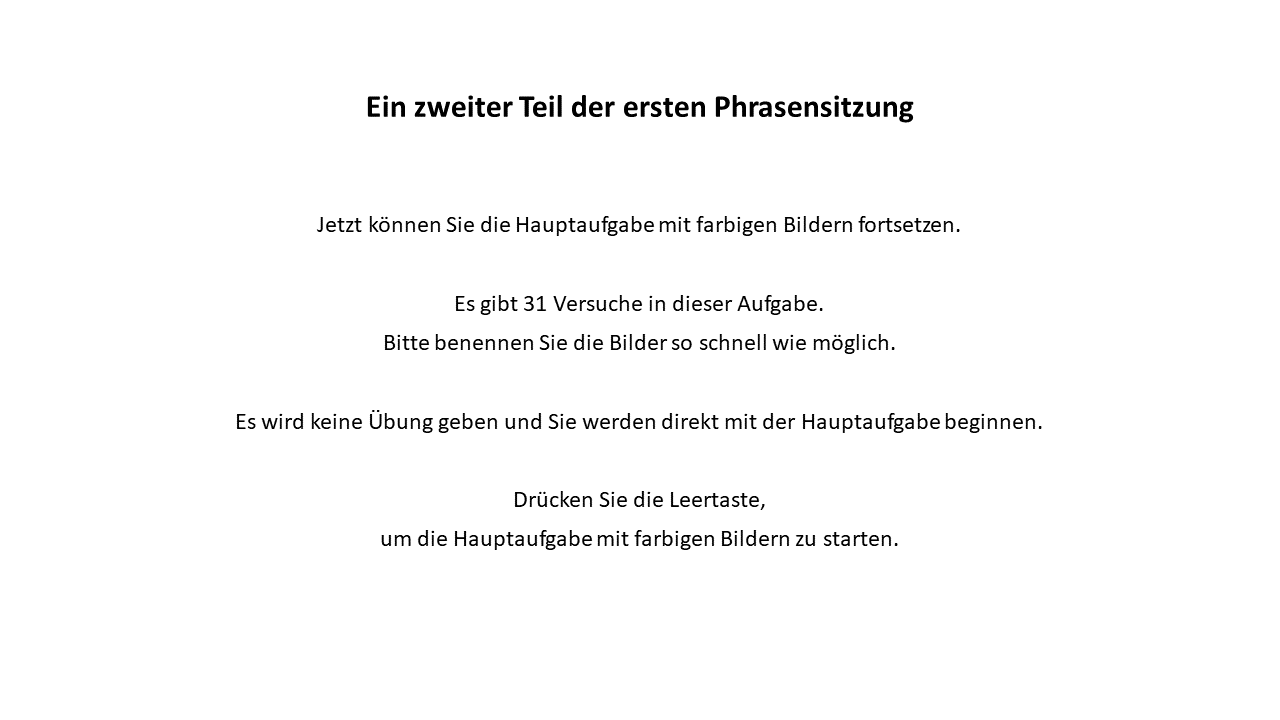 Ein zweiter Teil der ersten Phrasensitzung
Jetzt können Sie die Hauptaufgabe mit farbigen Bildern fortsetzen.
Es gibt 31 Versuche in dieser Aufgabe.
Bitte benennen Sie die Bilder so schnell wie möglich.
Es wird keine Übung geben und Sie werden direkt mit der Hauptaufgabe beginnen.
Drücken Sie die Leertaste,
um die Hauptaufgabe mit farbigen Bildern zu starten.